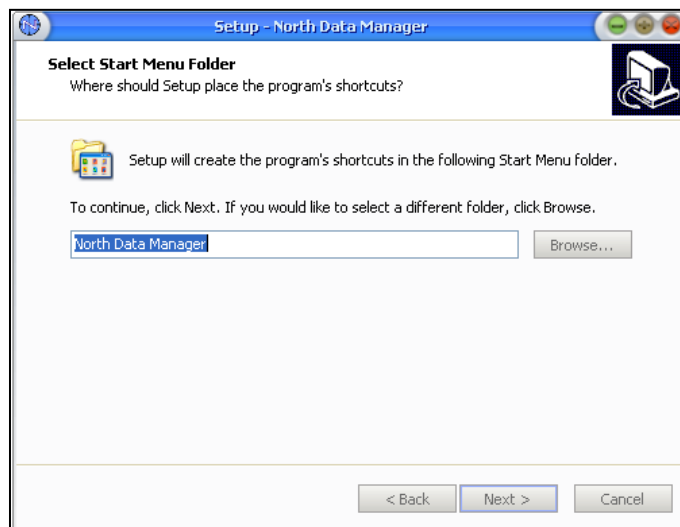 Setup - North Data Manager
Select Start Menu Folder
Where should Setup place the program's shortcuts?
Setup will create the program's shortcuts in the following Start Menu folder.
To continue, click Next. If you would like to select a different folder, click Browse.
North Data Manager
Browse...
< Back
Next >
Cancel